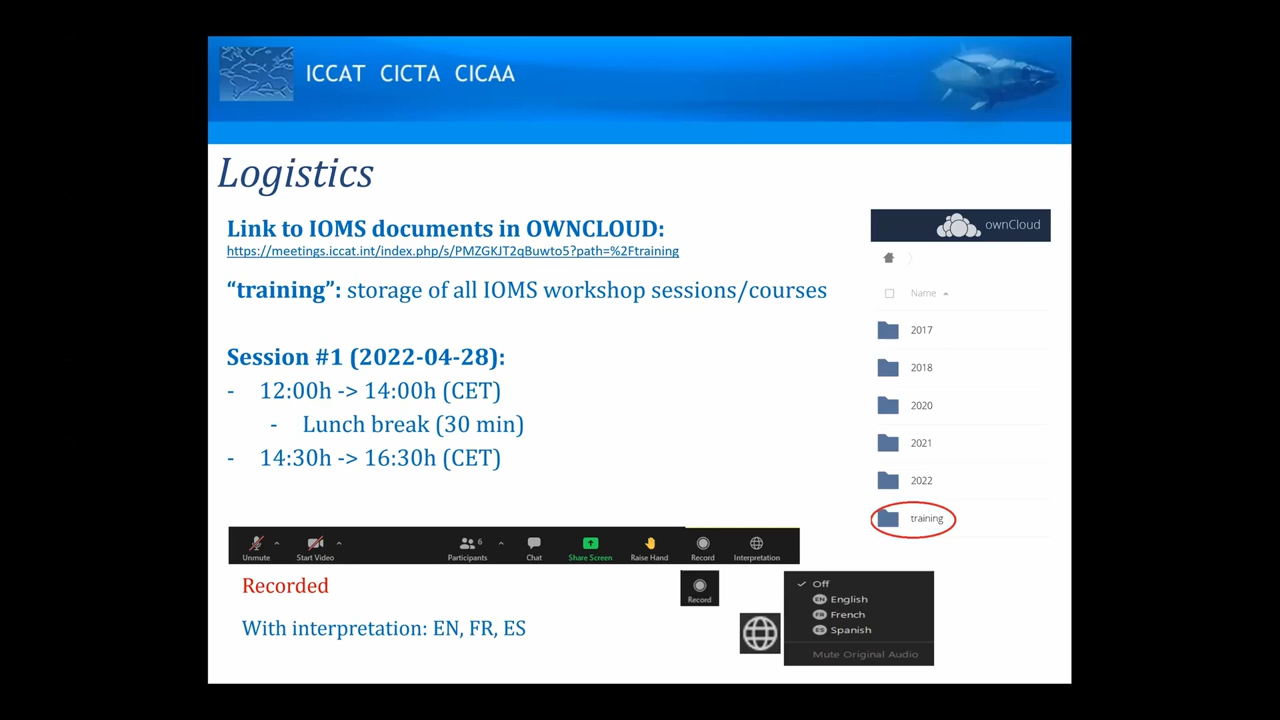 ICCAT CICTA CICAA
Logistics
Link to IOMS documents in OWNCLOUD:
https://meetings.iccat.int/index.php/s/PMZGKJT2qBuwto5?path=%2Ftraining
“training”: storage of all IOMS workshop sessions/courses
Session #1 (2022-04-28):
- 12:00h -> 14:00h (CET)
- Lunch break (30 min)
- 14:30h -> 16:30h (CET)
ownCloud
Name
2017
2018
2020
2021
2022
training
Unmute Start Video Participants 6 Chat Share Screen Raise Hand Record Interpretation
Recorded
Record
With interpretation: EN, FR, ES
Off
EN English
FR French
ES Spanish
Mute Original Audio